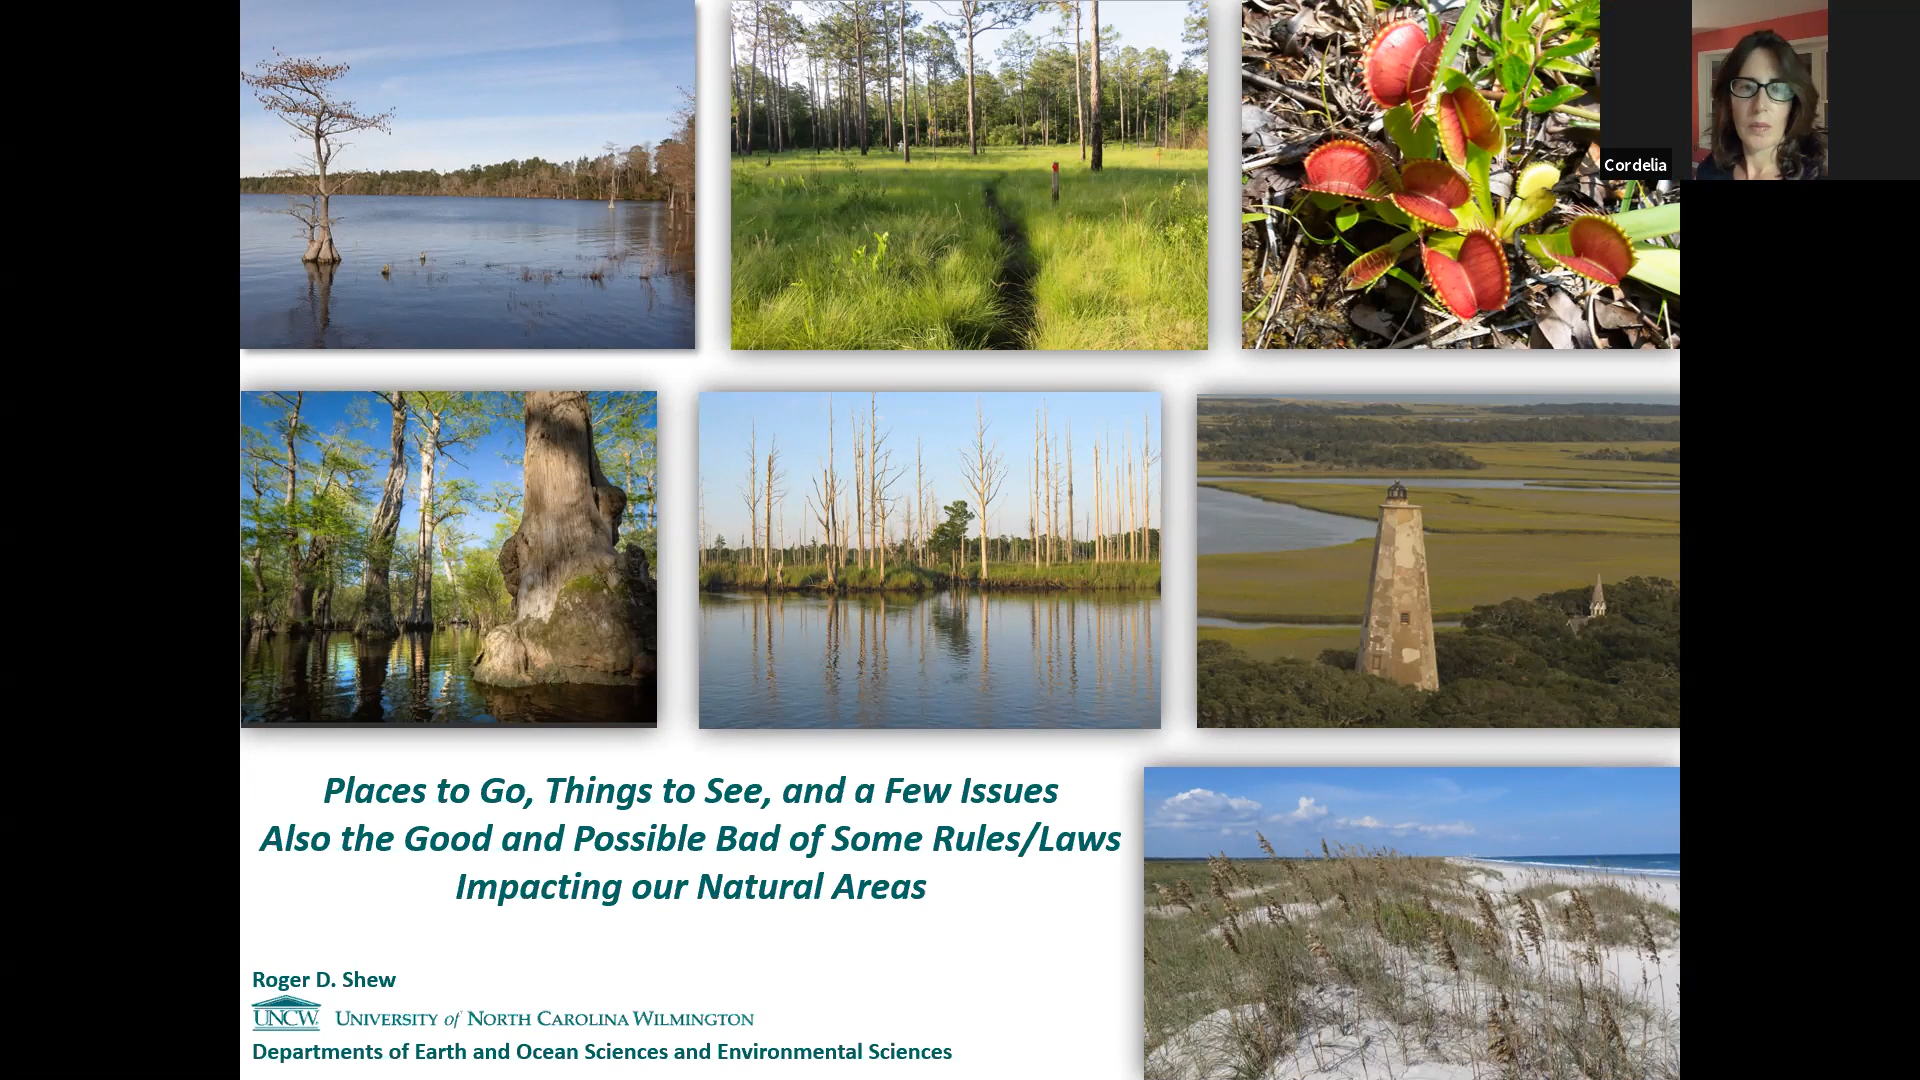 Cordelia
Places to Go, Things to See, and a Few Issues
Also the Good and Possible Bad of Some Rules/Laws
Impacting our Natural Areas
Roger D. Shew
UNCW UNIVERSITY of NORTH CAROLINA WILMINGTON
Departments of Earth and Ocean Sciences and Environmental Sciences